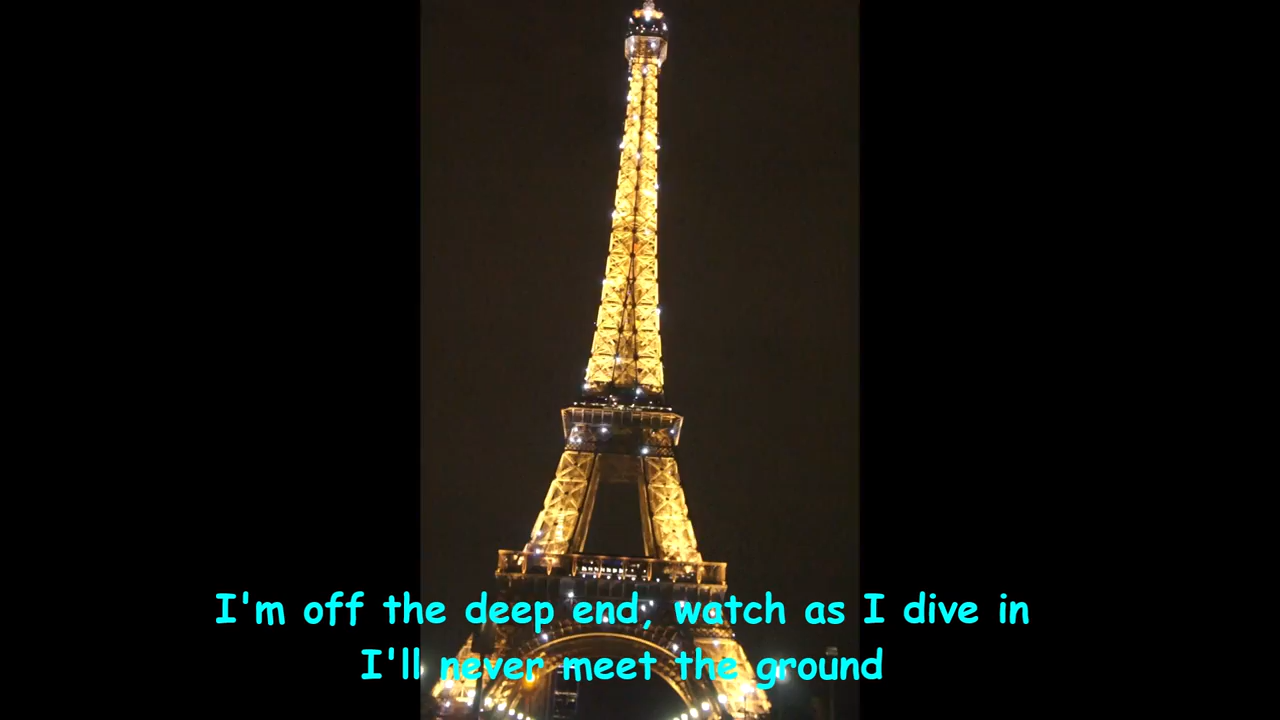 I'm off the deep end, watch as I dive in
I'll never meet the ground